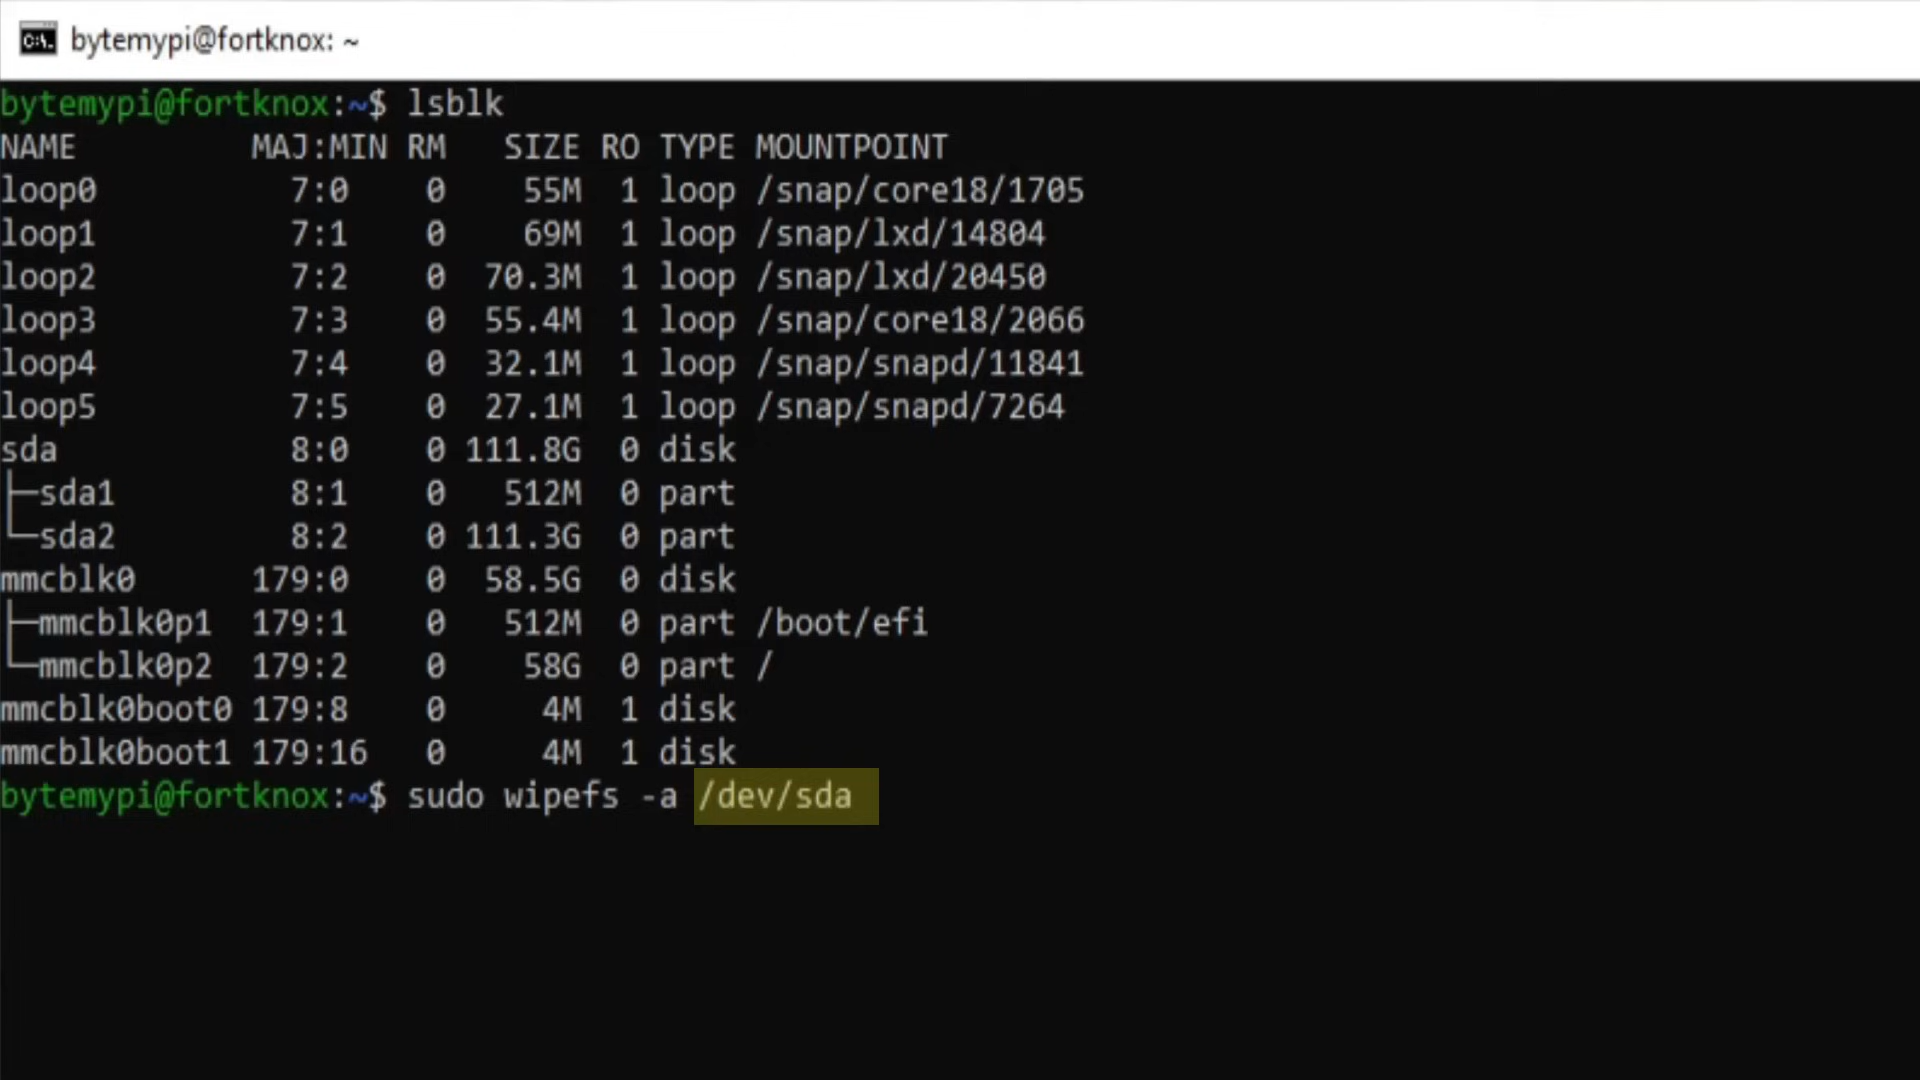 bytemypi@fortknox: ~
bytemypi@fortknox:~$ lsblk
NAME         MAJ:MIN RM   SIZE RO TYPE MOUNTPOINT
loop0          7:0    0    55M  1 loop /snap/core18/1705
loop1          7:1    0    69M  1 loop /snap/lxd/14804
loop2          7:2    0  70.3M  1 loop /snap/lxd/20450
loop3          7:3    0  55.4M  1 loop /snap/core18/2066
loop4          7:4    0  32.1M  1 loop /snap/snapd/11841
loop5          7:5    0  27.1M  1 loop /snap/snapd/7264
sda            8:0    0 111.8G  0 disk
├─sda1         8:1    0   512M  0 part
└─sda2         8:2    0 111.3G  0 part
mmcblk0      179:0    0  58.5G  0 disk
├─mmcblk0p1  179:1    0   512M  0 part /boot/efi
└─mmcblk0p2  179:2    0    58G  0 part /
mmcblk0boot0 179:8    0     4M  1 disk
mmcblk0boot1 179:16   0     4M  1 disk
bytemypi@fortknox:~$ sudo wipefs -a /dev/sda